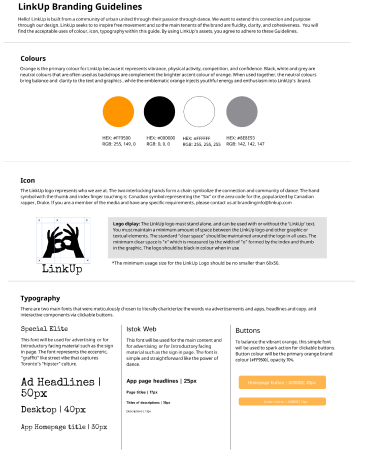 LinkUp Branding Guidelines
Hello! LinkUp is built from a community of urban united through their passion through dance. We want to extend this connection and purpose
through our design. LinkUp seeks to to inspire free movement and so the main tenents of the brand are fluidity, clarity, and cohesiveness. You will
find the acceptable uses of colour, icon, typography within this guide. By using LinkUp's assets, you agree to adhere to these Guidelines.
Colours
Orange is the primary colour for LinkUp because it represents vibrance, physical activity, competition, and confidence. Black, white and grey are
neutral colours that are often used as backdrops are complement the brighter accent colour of orange. When used together, the neutral colours
bring balance and clarity to the text and graphics, while the emblematic orange injects youthful energy and enthusiasm into LinkUp's brand.
HEX: #FF9500
RGB: 255, 149, 0
HEX: #000000
RGB: 0, 0, 0
HEX: #FFFFFF
RGB: 255, 255, 255
HEX: #8E8E93
RGB: 142, 142, 147
Icon
The LinkUp logo represents who we are at. The two interlocking hands form a chain symbolize the connection and community of dance. The hand
symbol with the thumb and index finger touching is Canadian symbol representing the "Six" or the area code for the, popularized by Canadian
rapper, Drake. If you are a member of the media and have any specific requirements, please contact us at
LinkUp
Logo diplay: The LinkUp logo must stand alone, and can be used with or without the 'LinkUp' text.
You must maintain a minimum amount of space between the LinkUp logo and other graphic or
textural elements. The standard "clear space" should be maintained around the logo in all uses. The
minimum clear space is "x" which is measured by the width of "o" formed by the index and thumb
in the graphic. The logo should be black in colour when in use
*The minimum usage size for the LinkUp Logo should be no smaller than 60x56.
Typography
There are two main fonts that were meticulously chosen to literally charicterize the words via advertisements and apps, headlines and copy, and
interactive components via clickable buttons.
Special Elite
This font will be used for advertising or for
Introductory facing material such as the sign
in page. The font represents the eccentric,
"graffiti" like street vibe that captures
Toronto's "hipster" culture.
Ad Headlines |
50px
Desktop | 40px
App Homepage title | 30px
Istok Web
This font will be used for the main content and
for advertising or for Introductory facing
material such as the sign in page. The font is
simple and straightforward like the power of
dance.
App page headlines | 25px
Page titles | 17px
Titles of descriptions | 15px
Buttons
To balance the vibrant orange, this simple font
will be used to spark action for clickable buttons.
Button colour will be the primary orange brand
colour (#FF9500), opacity 70%